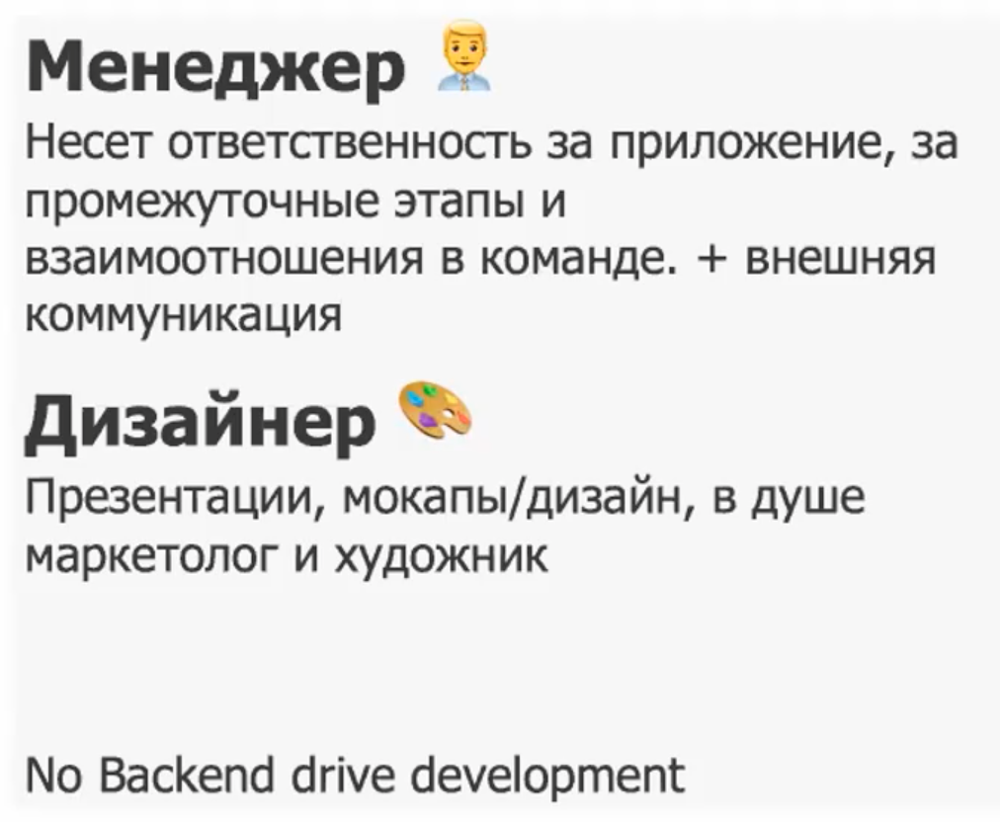 Менеджер 👨‍💼
Несет ответственность за приложение, за
промежуточные этапы и
взаимоотношения в команде. + внешняя
коммуникация
Дизайнер 🎨
Презентации, мокапы/дизайн, в душе
маркетолог и художник
No Backend drive development